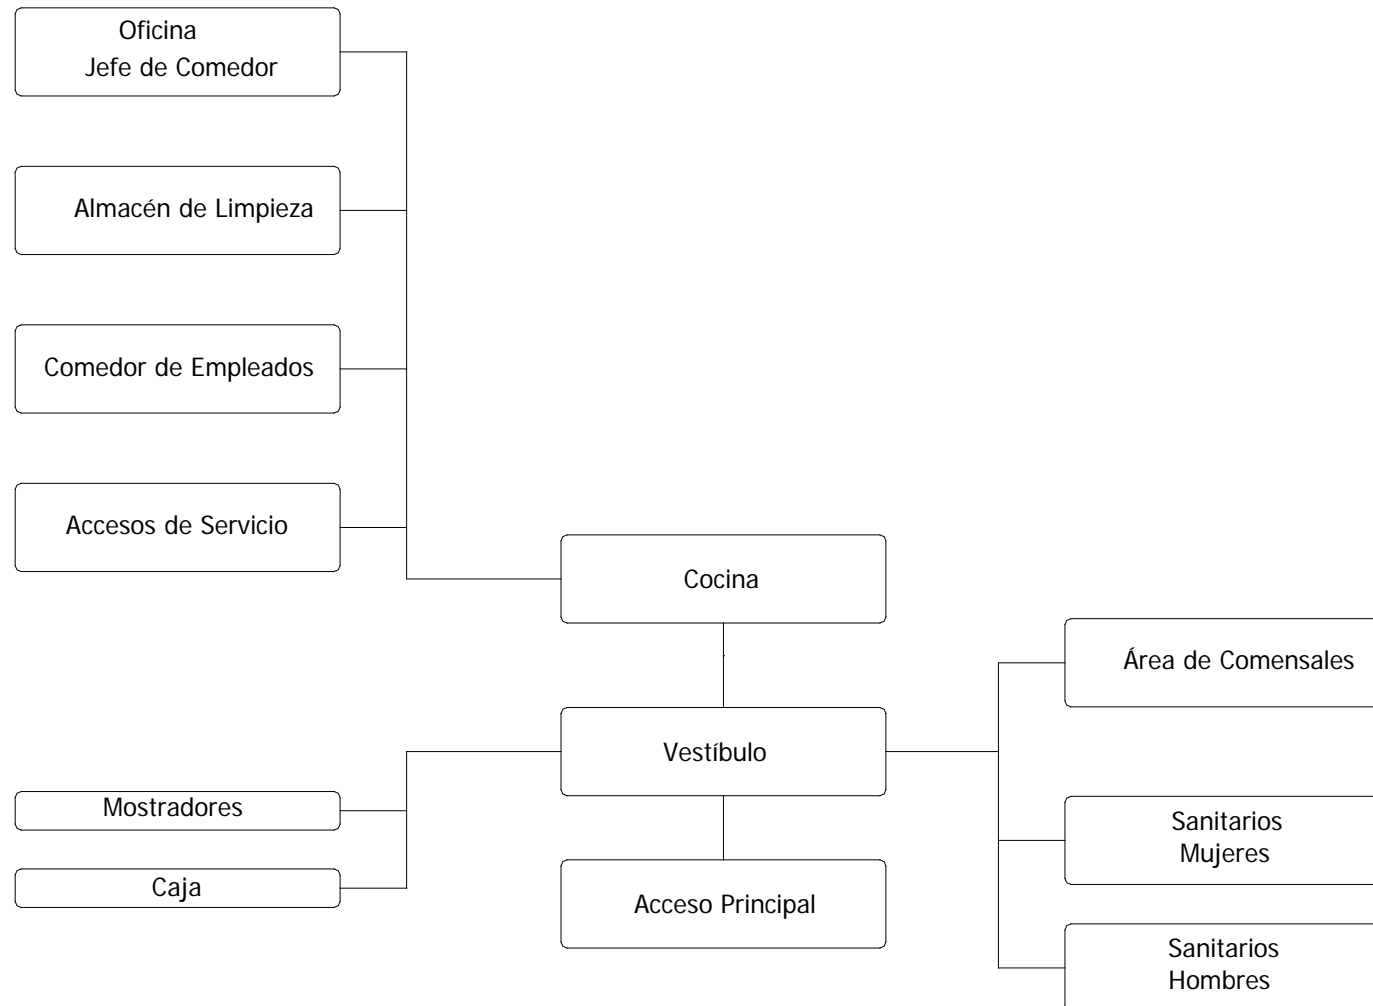 Oficina
Jefe de Comedor
Almacén de Limpieza
Comedor de Empleados
Accesos de Servicio
Cocina
Área de Comensales
Vestíbulo
Mostradores
Caja
Acceso Principal
Sanitarios
Mujeres
Sanitarios
Hombres